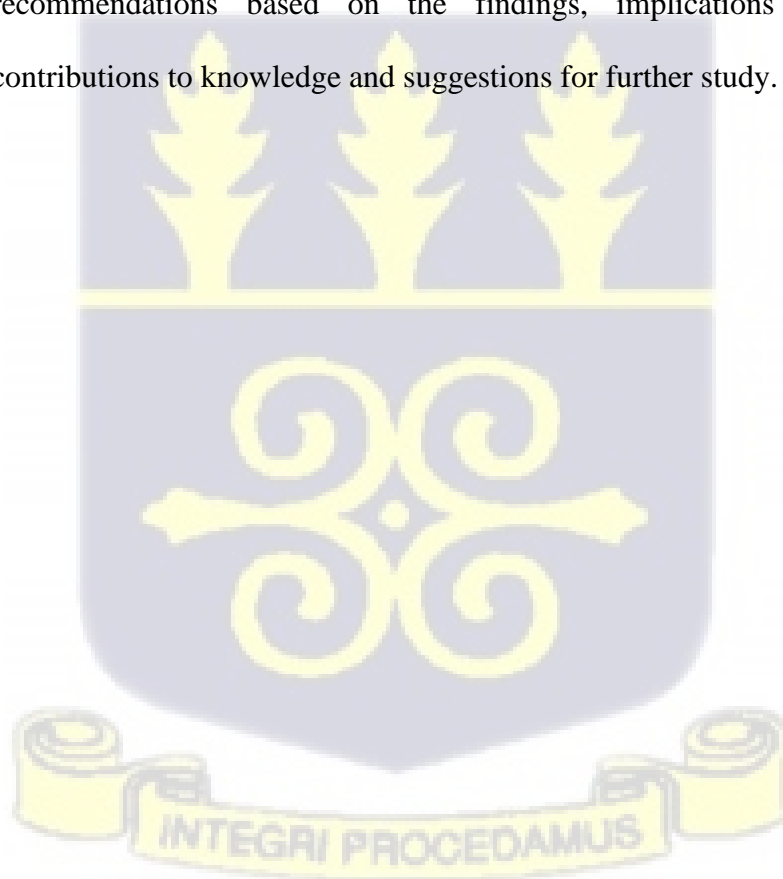 recommendations based on the findings, implications
contributions to knowledge and suggestions for further study.
INTEGRI PROCEDAMUS